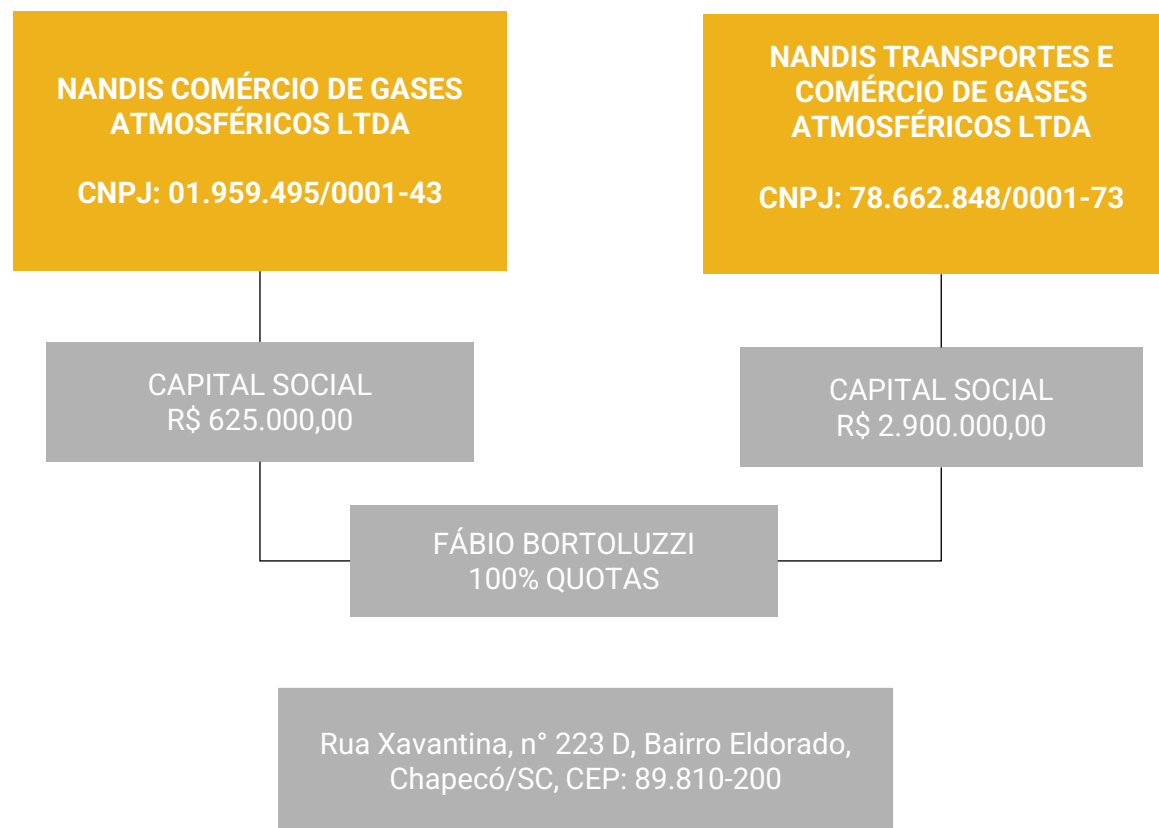 NANDIS COMÉRCIO DE GASES
ATMOSFÉRICOS LTDA
CNPJ: 01.959.495/0001-43
NANDIS TRANSPORTES E
COMÉRCIO DE GASES
ATMOSFÉRICOS LTDA
CNPJ: 78.662.848/0001-73
CAPITAL SOCIAL
R$ 625.000,00
CAPITAL SOCIAL
R$ 2.900.000,00
FÁBIO BORTOLUZZI
100% QUOTAS
Rua Xavantina, n° 223 D, Bairro Eldorado,
Chapecó/SC, CEP: 89.810-200